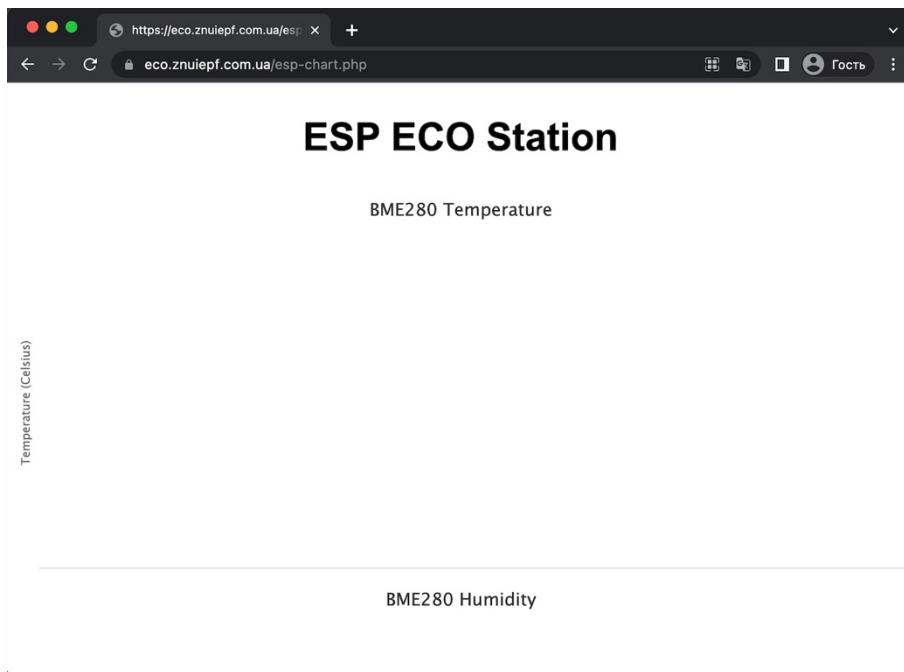 https://eco.znuiepf.com.ua/esp
eco.znuiepf.com.ua/esp-chart.php
Гость
ESP ECO Station
BME280 Temperature
Temperature (Celsius)
BME280 Humidity